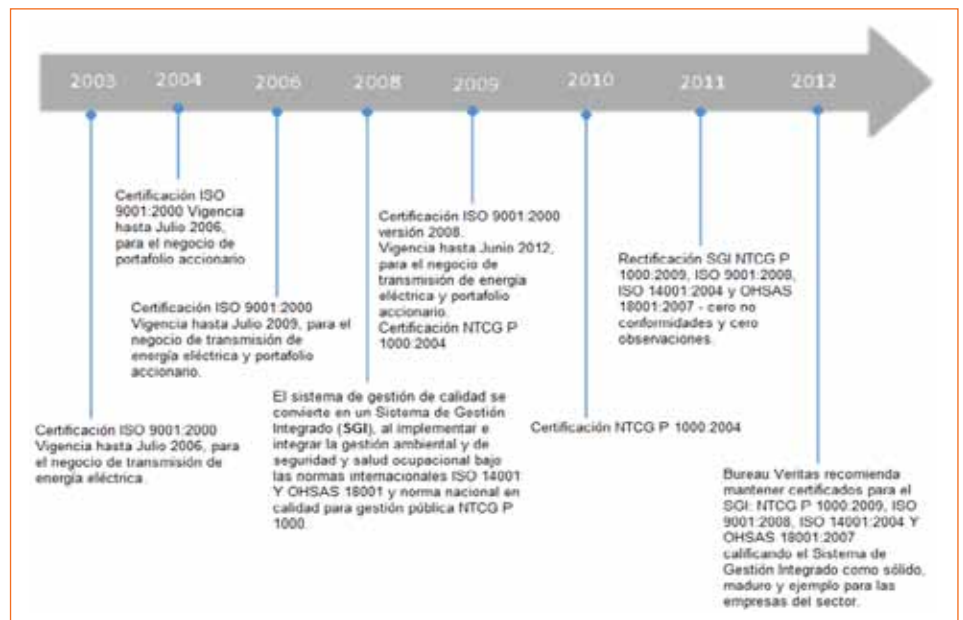 2003 2004 2006 2008 2009 2010 2011 2012
Certificación ISO 9001:2000
Vigencia hasta Julio 2006, para
el negocio de transmisión de
energía eléctrica
Certificación ISO
9001:2000 Vigencia
hasta Julio 2006,
para el negocio de
portafolio accionario
Certificación ISO 9001:2000
Vigencia hasta Julio 2009, para el
negocio de transmisión de
energía eléctrica y portafolio
accionario.
El sistema de gestión de calidad se
convierte en un Sistema de Gestión
Integrado (SGI), al implementar e
integrar la gestión ambiental y de
seguridad y salud ocupacional bajo
las normas internacionales ISO 14001
Y OHSAS 18001 y norma nacional en
calidad para gestión pública NTCG P
1000.
Certificación ISO 9001:2000
versión 2008.
Vigencia hasta Junio 2012,
para el negocio de
transmisión de energía
eléctrica y portafolio
accionario.
Certificación NTCG P
1000:2004
Certificación NTCG P 1000:2004
Rectificación SGI NTCG P
1000:2009, ISO 9001:2008,
ISO 14001:2004 y OHSAS
18001:2007 - cero no
conformidades y cero
observaciones.
Bureau Veritas recomienda
mantener certificados para el
SGI: NTCG P 1000:2009, ISO
9001:2008, ISO 14001:2004 Y
OHSAS 18001:2007
calificando el Sistema de
Gestión Integrado como sólido,
maduro y ejemplo para las
empresas del sector.